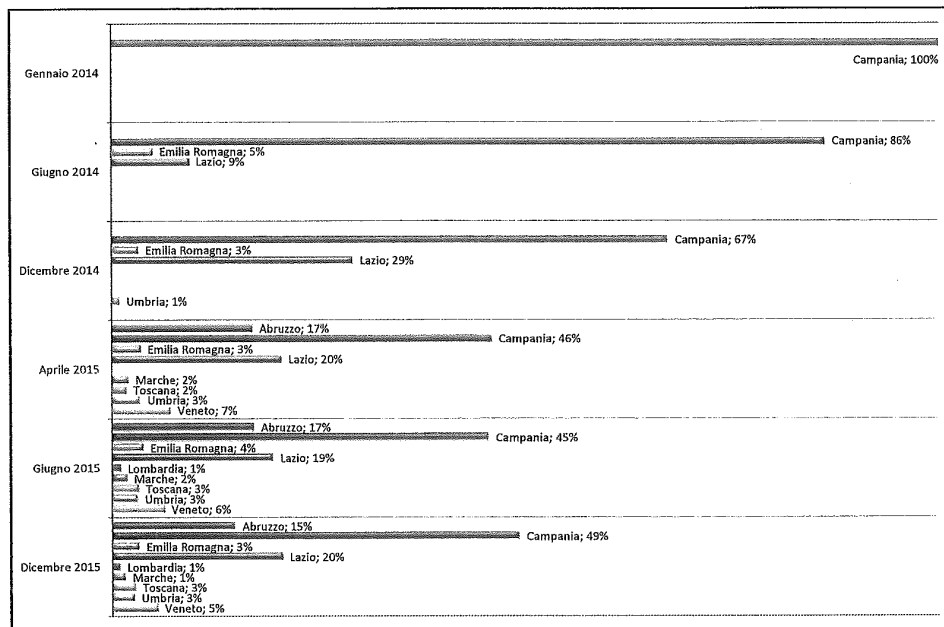 Gennaio 2014
Campania; 100%
Giugno 2014
Campania; 86%
Emilia Romagna; 5%
Lazio; 9%
Dicembre 2014
Campania; 67%
Emilia Romagna; 3%
Lazio; 29%
Umbria; 1%
Aprile 2015
Abruzzo; 17%
Campania; 46%
Emilia Romagna; 3%
Lazio; 20%
Marche; 2%
Toscana; 2%
Umbria; 3%
Veneto; 7%
Giugno 2015
Abruzzo; 17%
Campania; 45%
Emilia Romagna; 4%
Lazio; 19%
Lombardia; 1%
Marche; 2%
Toscana; 3%
Umbria; 3%
Veneto; 6%
Dicembre 2015
Abruzzo; 15%
Campania; 49%
Emilia Romagna; 3%
Lazio; 20%
Lombardia; 1%
Marche; 1%
Toscana; 3%
Umbria; 3%
Veneto; 5%